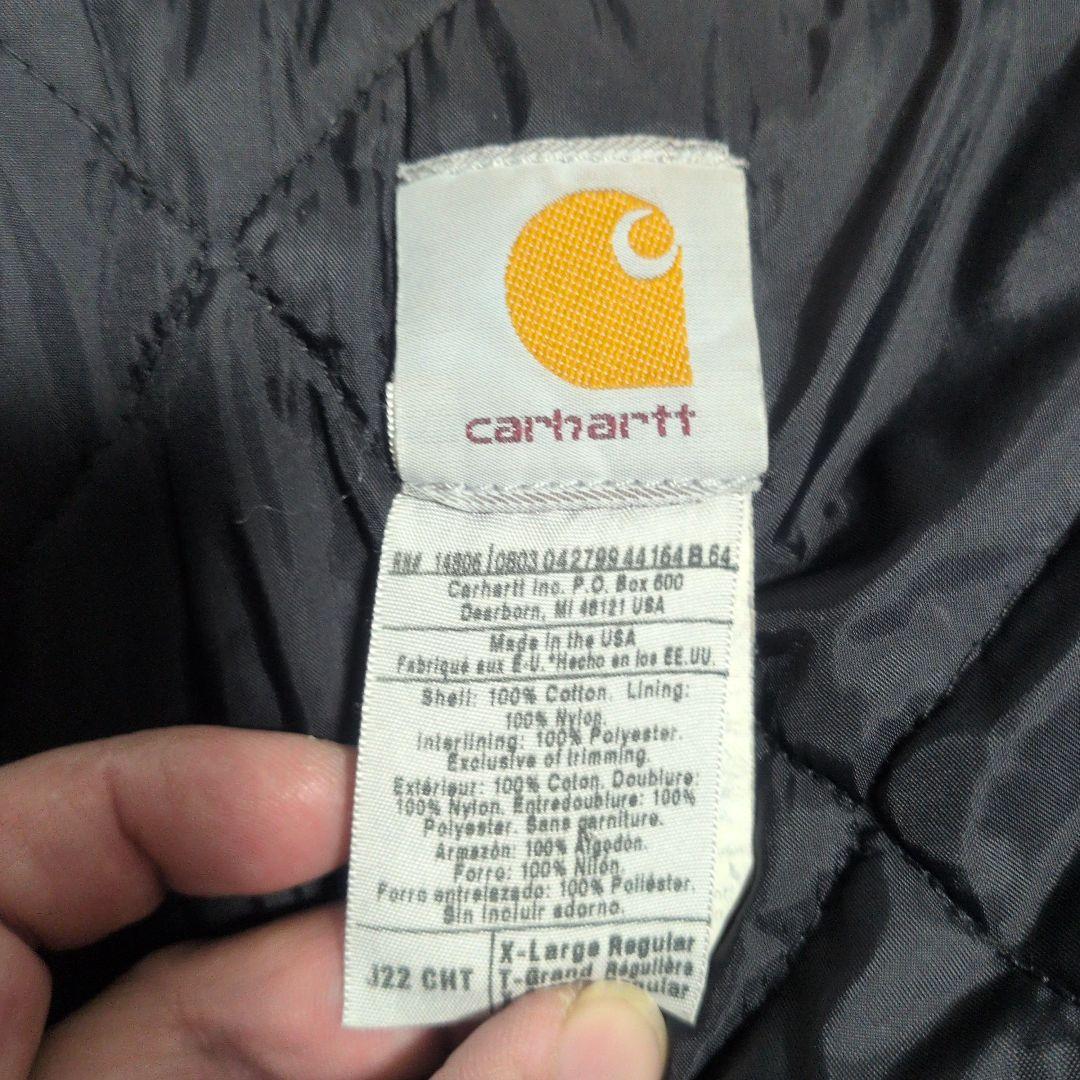 carhartt
RN# 14806/0803 04279944164 B 64
Carhartt Inc. P.O. Box 600
Dearborn, MI 48121 USA
Made in the USA
Fabriqué aux E-U. *Hecho en los EE.UU.
Shell: 100% Cotton. Lining:
100% Nylon.
Interlining: 100% Polyester.
Exclusive of trimming.
Extérieur: 100% Coton. Doublure:
100% Nylon. Entredoublure: 100%
Polyester. Sans garniture.
Armazón: 100% Algodón.
Forro: 100% Nilón.
Forro entrelazado: 100% Poliéster.
Sin incluir adorno.
J22 CHT
X-Large Regular
T-Grand Régulière